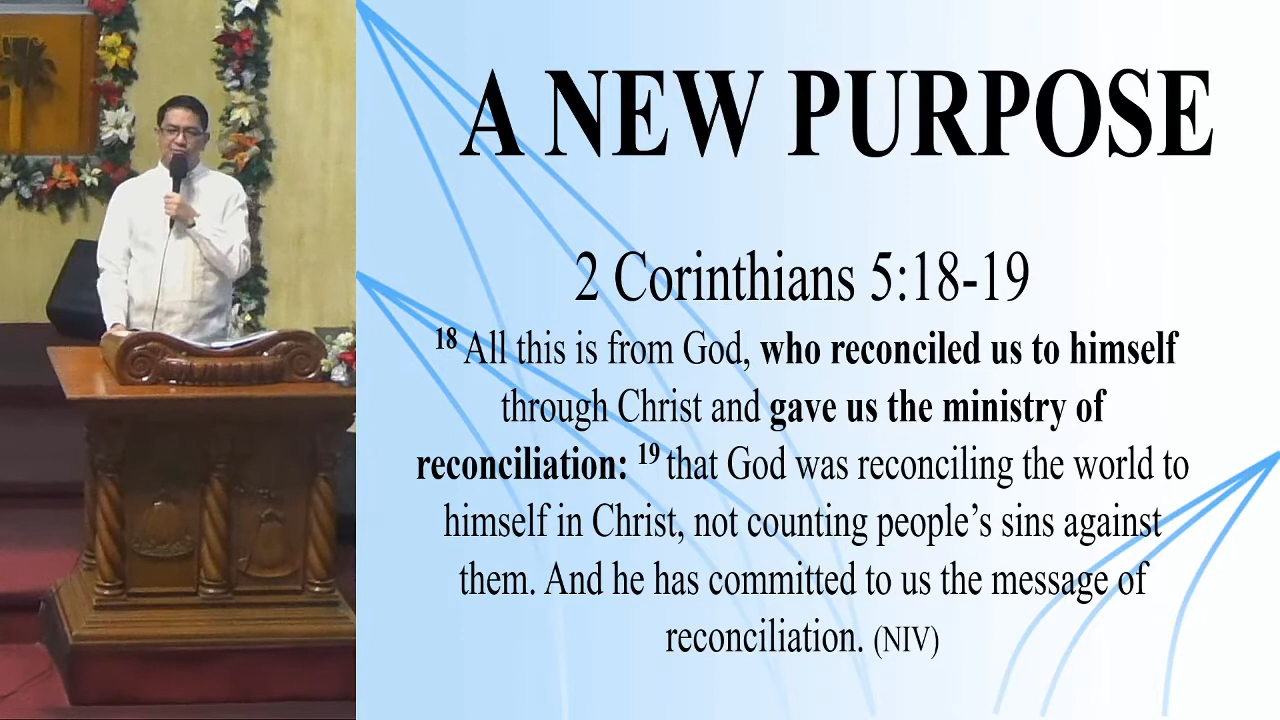 A NEW PURPOSE
2 Corinthians 5:18-19
18 All this is from God, who reconciled us to himself
through Christ and gave us the ministry of
reconciliation: 19 that God was reconciling the world to
himself in Christ, not counting people’s sins against
them. And he has committed to us the message of
reconciliation. (NIV)